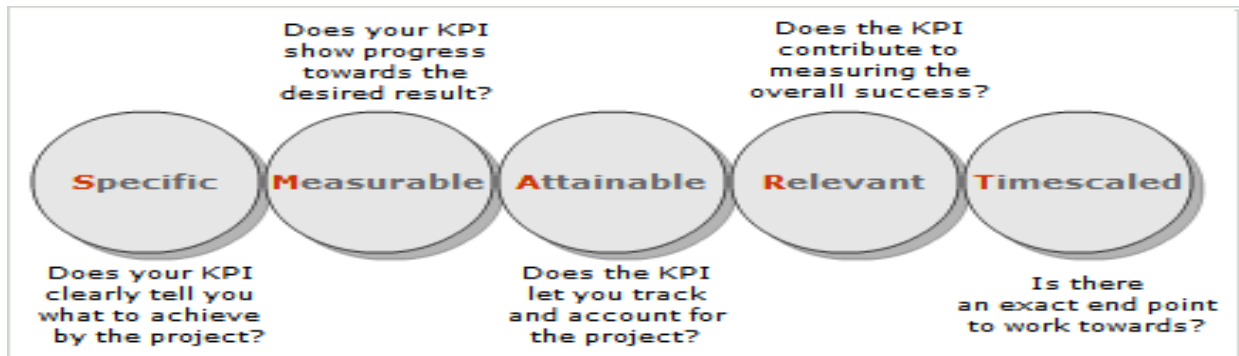 Does your KPI
show progress
towards the
desired result?
Does the KPI
contribute to
measuring the
overall success?
Specific
Measurable
Attainable
Relevant
Timescaled
Does your KPI
clearly tell you
what to achieve
by the project?
Does the KPI
let you track
and account for
the project?
Is there
an exact end point
to work towards?